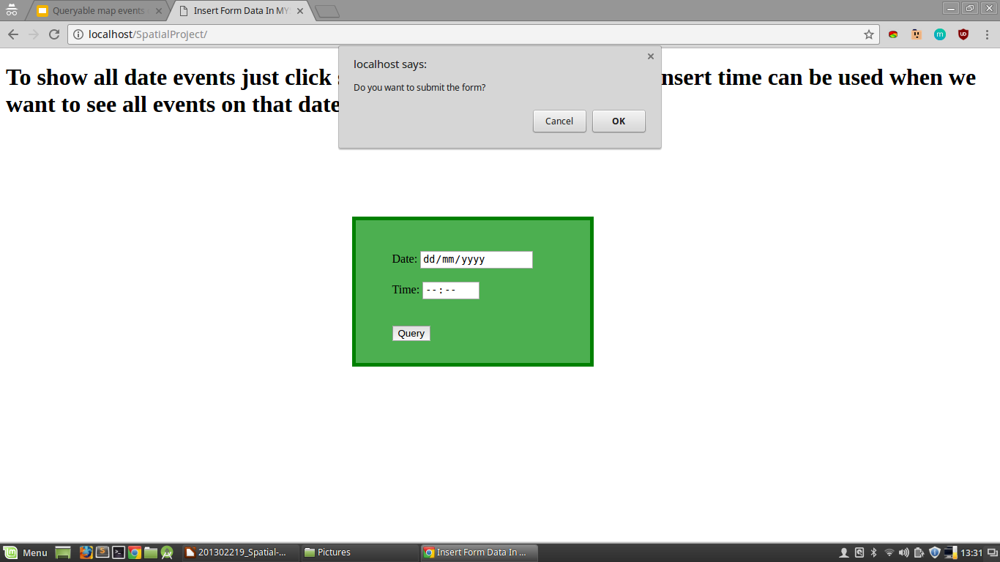 Queryable map events
Insert Form Data In MY
localhost/SpatialProject/
localhost says:
Do you want to submit the form?
Cancel
OK
To show all date events just click nsert time can be used when we
want to see all events on that date
Date: dd/mm/yyyy
Time: --:--
Query
Menu
201302219_Spatial-...
Pictures
Insert Form Data In ...
13:31